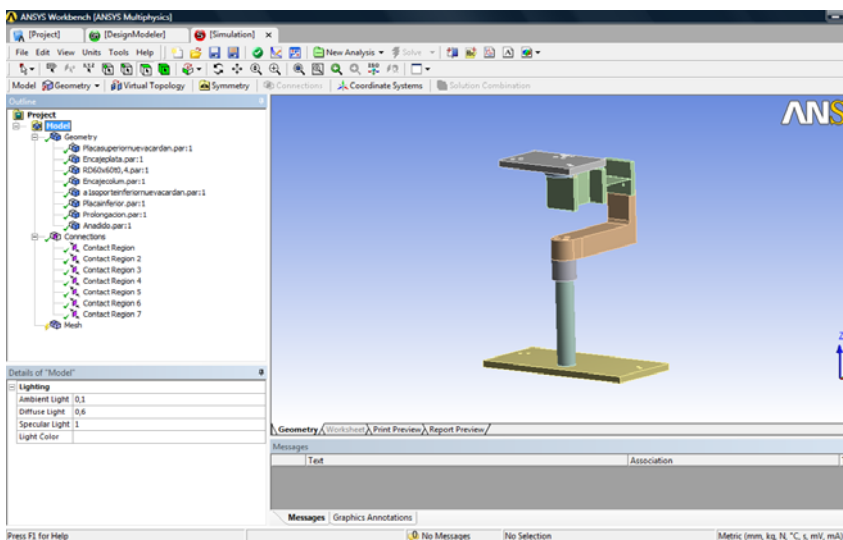 ANSYS Workbench [ANSYS Multiphysics]
[Project] [DesignModeler] [Simulation] ×
File Edit View Units Tools Help New Analysis Solve
Model Geometry Virtual Topology Symmetry Connections Coordinate Systems Solution Combination
Outline
Project
Model
Geometry
Placasuperiornuevacardan.par:1
Encajeplata.par:1
RD60x60t0,4.par:1
Encajecolum.par:1
a1soporteinferiornuevacardan.par:1
Placainferior.par:1
Prolongacion.par:1
Anadido.par:1
Connections
Contact Region
Contact Region 2
Contact Region 3
Contact Region 4
Contact Region 5
Contact Region 6
Contact Region 7
Mesh
ANS
Z
Details of "Model"
Lighting
Ambient Light 0,1
Diffuse Light 0,6
Specular Light 1
Light Color
Geometry Worksheet Print Preview Report Preview
Messages
Text Association
Messages Graphics Annotations
Press F1 for Help 0 No Messages No Selection Metric (mm, kg, N, °C, s, mV, mA)